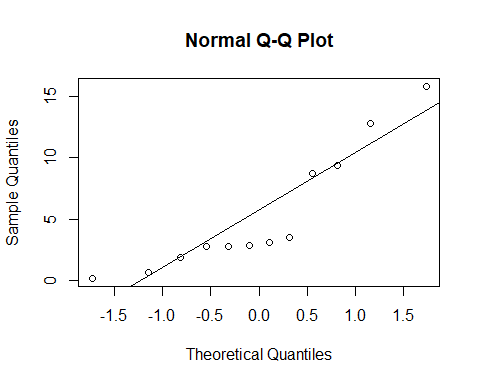 Normal Q-Q Plot
Sample Quantiles
15
10
5
0
-1.5 -1.0 -0.5 0.0 0.5 1.0 1.5
Theoretical Quantiles